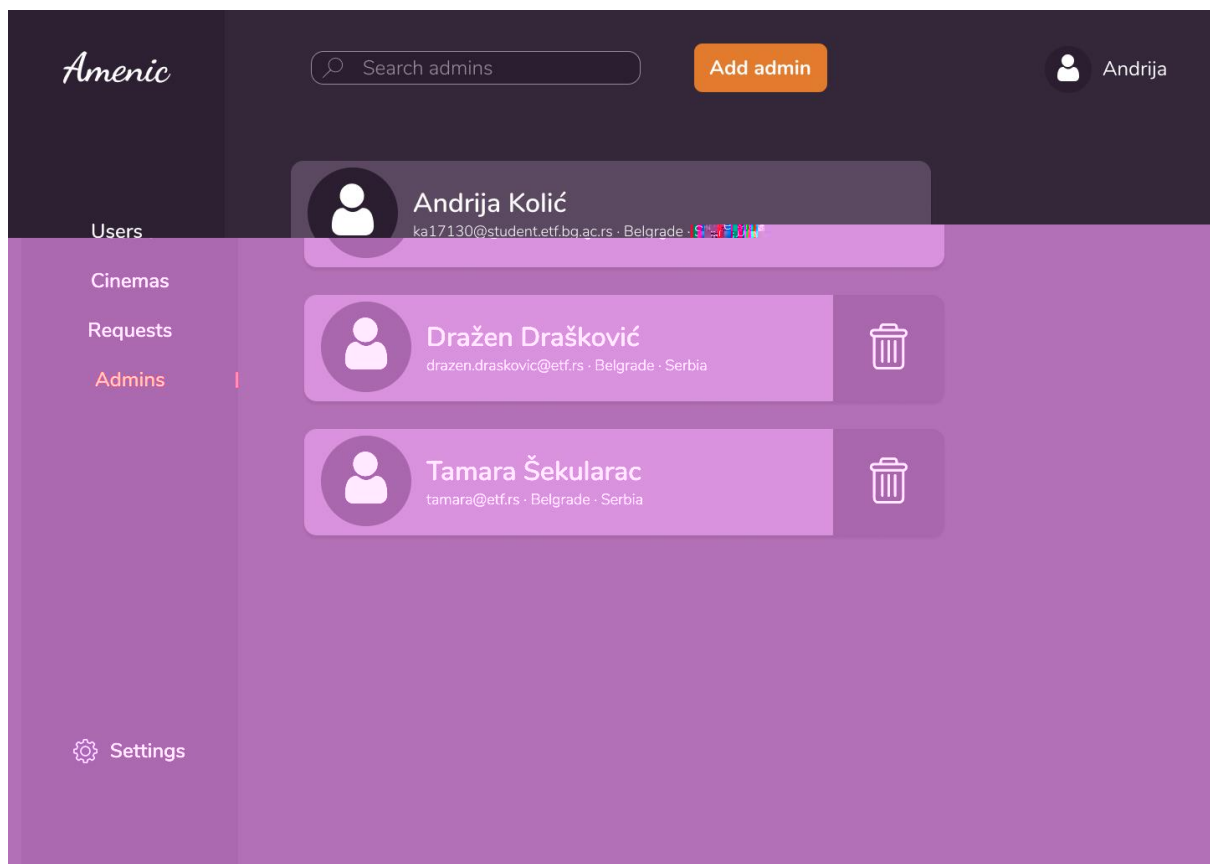 Amenic
Search admins
Add admin
Andrija
Users
Cinemas
Requests
Admins
Settings
Andrija Kolić
ka17130@student.etf.bg.ac.rs · Belgrade ·
Dražen Drašković
drazen.draskovic@etf.rs · Belgrade · Serbia
Tamara Šekularac
tamara@etf.rs · Belgrade · Serbia